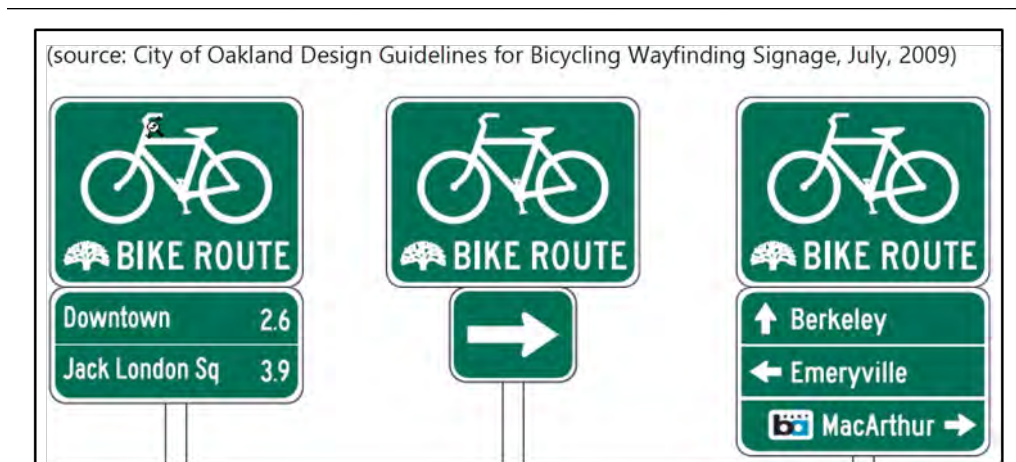 (source: City of Oakland Design Guidelines for Bicycling Wayfinding Signage, July, 2009)
BIKE ROUTE
Downtown 2.6
Jack London Sq 3.9
BIKE ROUTE
BIKE ROUTE
Berkeley
Emeryville
ba MacArthur